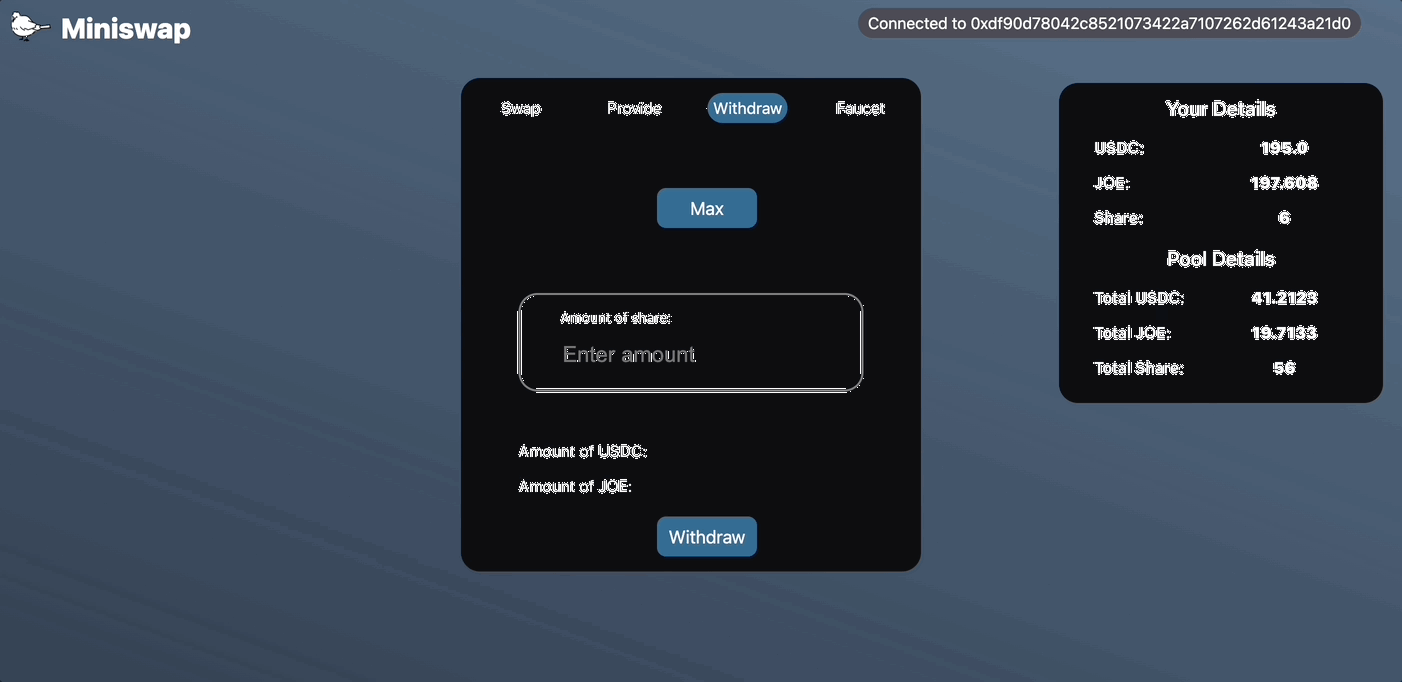 Miniswap
Connected to 0xdf90d78042c8521073422a7107262d61243a21d0
Swap Provide Withdraw Faucet
Max
Amount of share:
Enter amount
Amount of USDC:
Amount of JOE:
Withdraw
Your Details
USDC: 195.0
JOE: 197.608
Share: 6
Pool Details
Total USDC: 41.2123
Total JOE: 19.7133
Total Share: 56